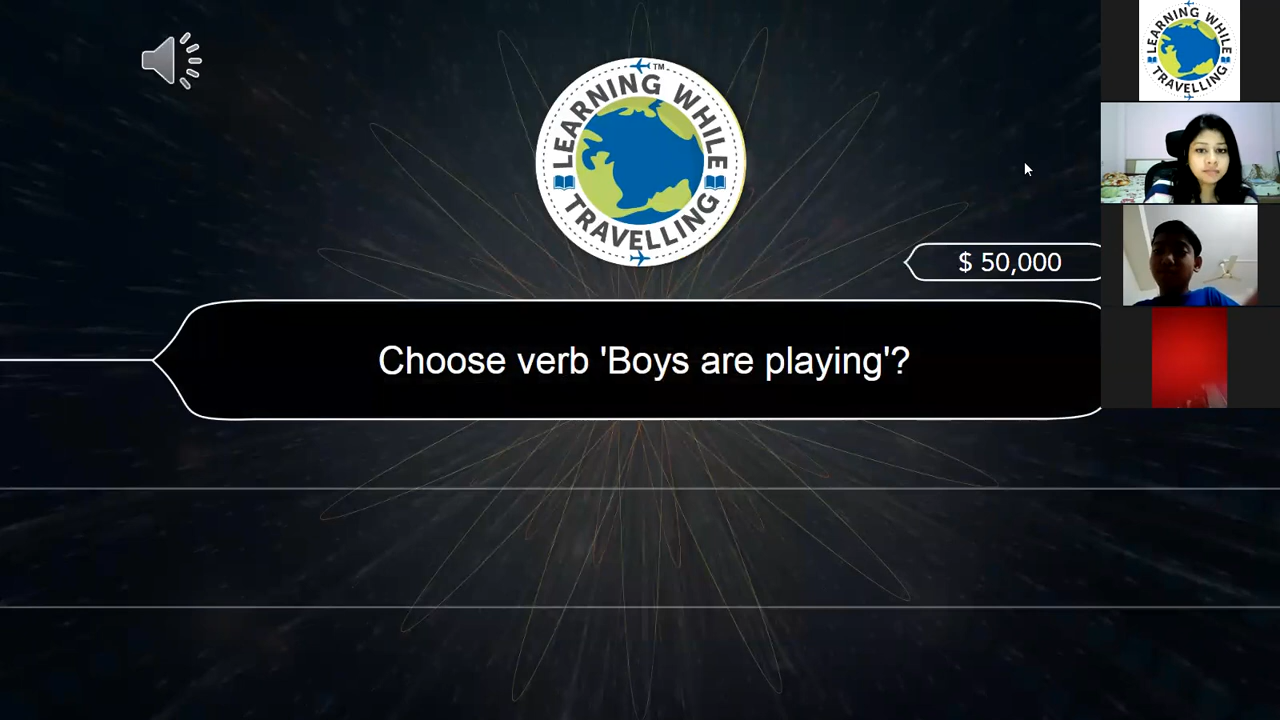 LEARNING WHILE
TRAVELLING
TM
$ 50,000
Choose verb 'Boys are playing'?
LEARNING WHILE
TRAVELLING